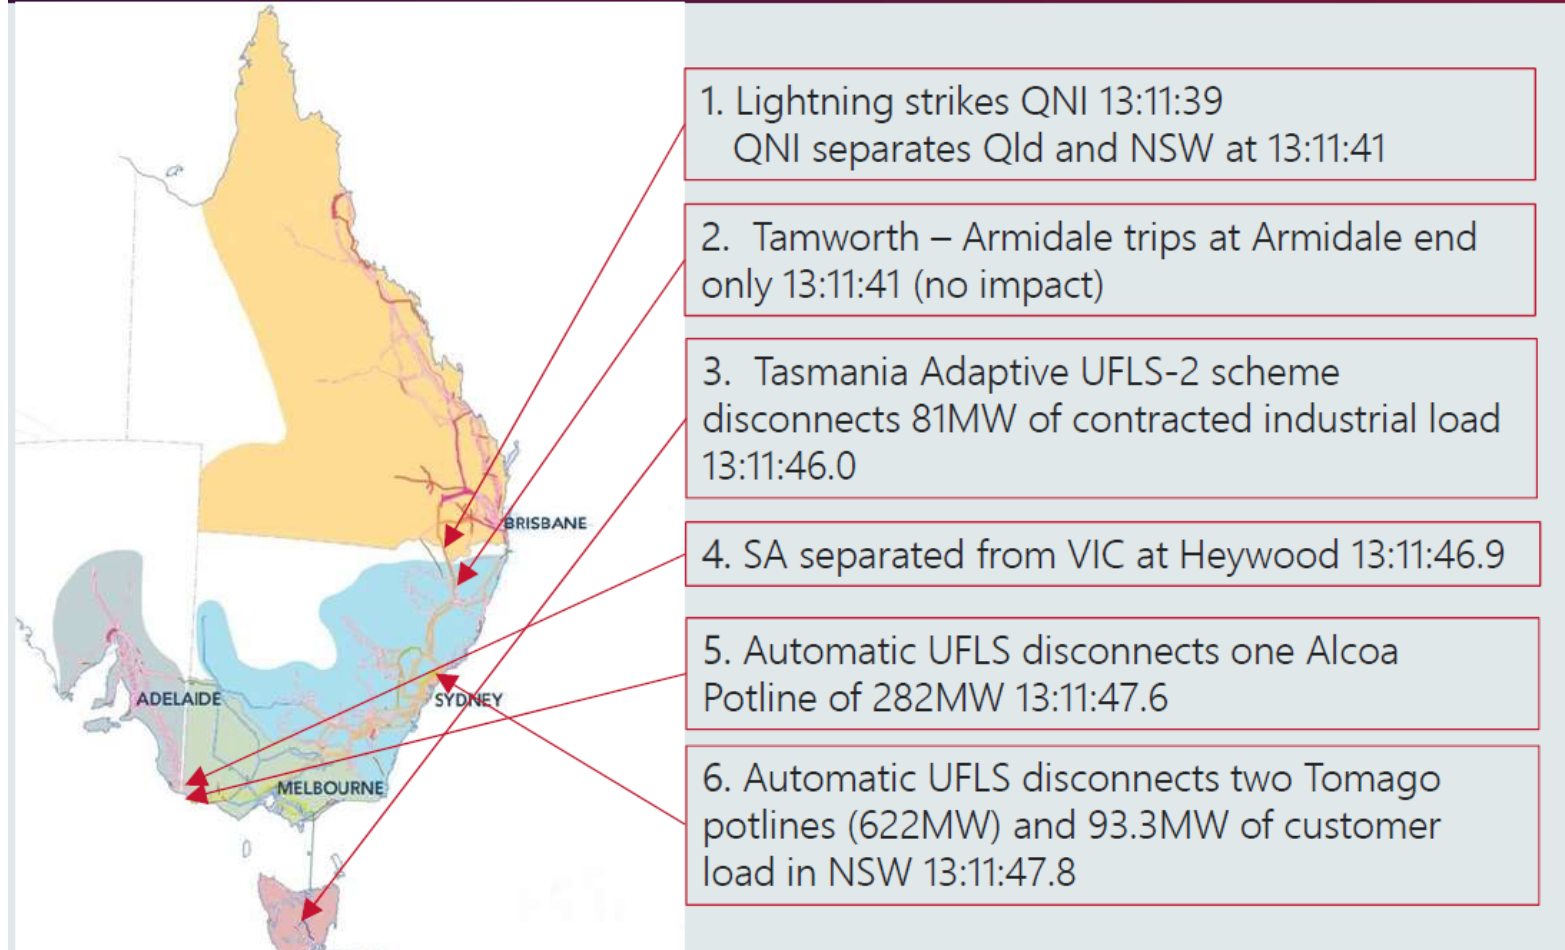 1. Lightning strikes QNI 13:11:39
QNI separates Qld and NSW at 13:11:41
2. Tamworth – Armidale trips at Armidale end
only 13:11:41 (no impact)
3. Tasmania Adaptive UFLS-2 scheme
disconnects 81MW of contracted industrial load
13:11:46.0
4. SA separated from VIC at Heywood 13:11:46.9
5. Automatic UFLS disconnects one Alcoa
Potline of 282MW 13:11:47.6
6. Automatic UFLS disconnects two Tomago
potlines (622MW) and 93.3MW of customer
load in NSW 13:11:47.8
BRISBANE
ADELAIDE
SYDNEY
MELBOURNE